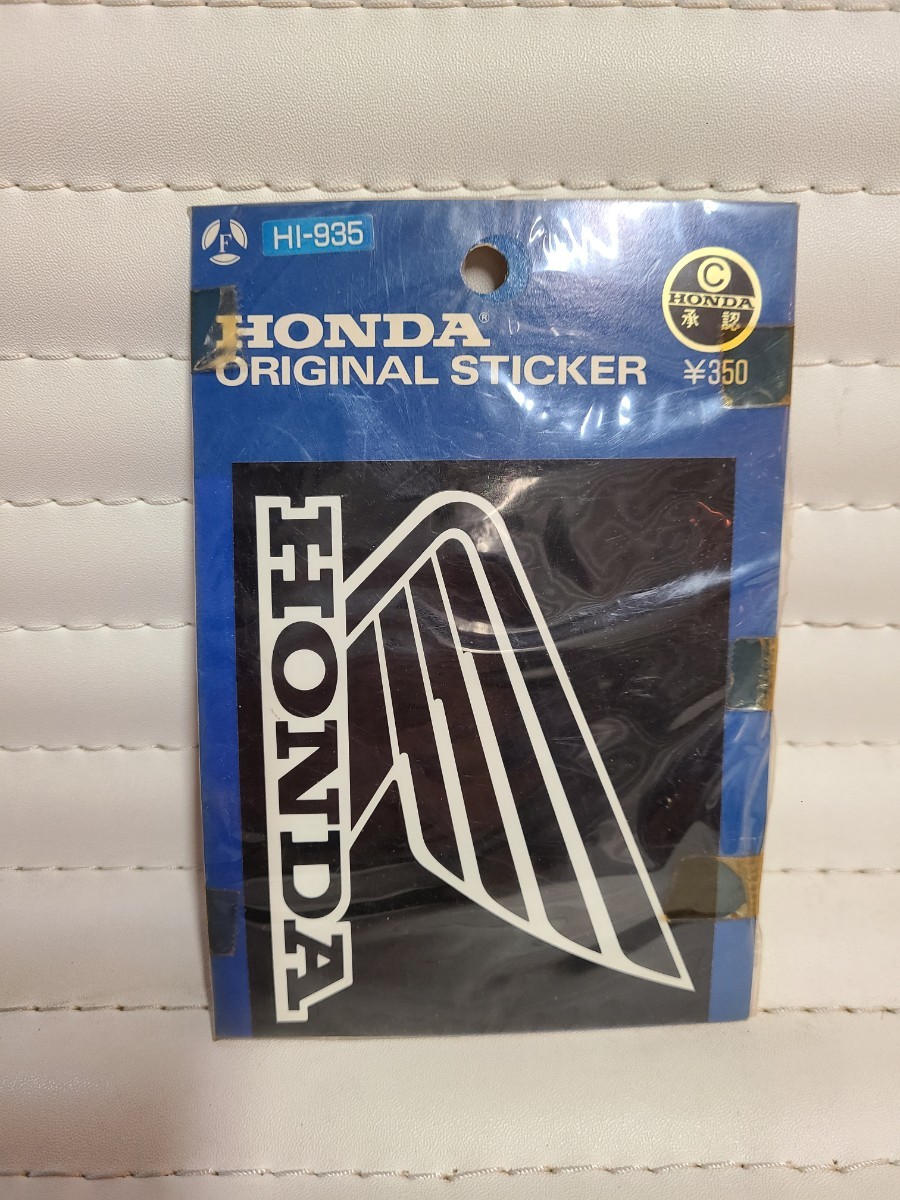 F
HI-935
©
HONDA
承認
HONDA®
ORIGINAL STICKER
¥350
HONDA